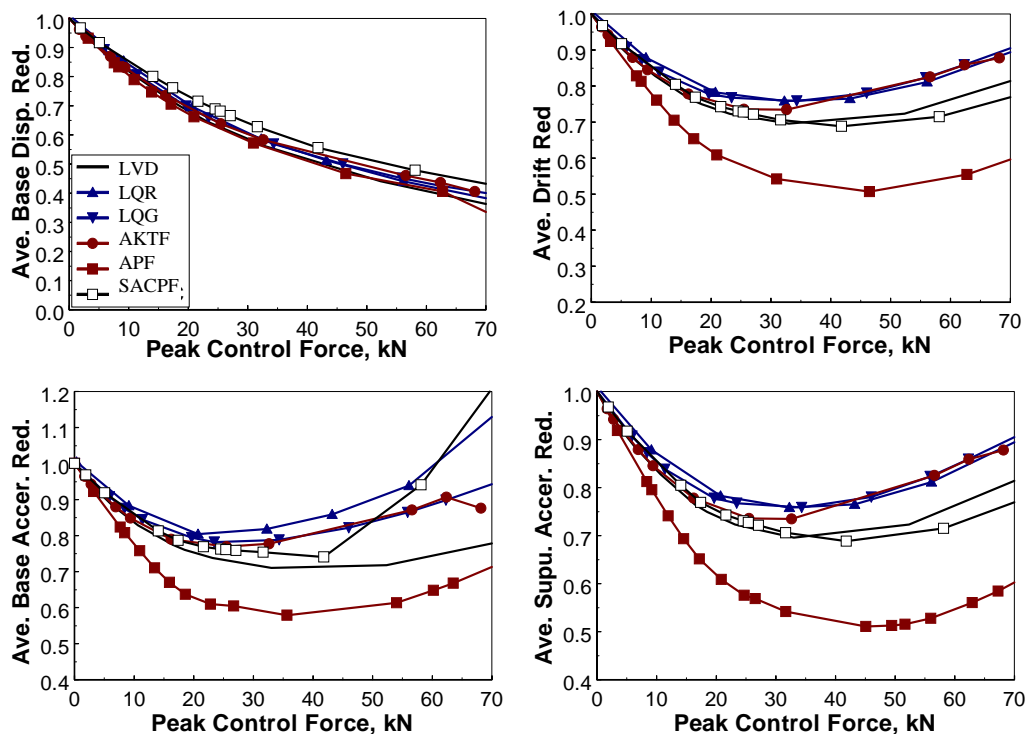 Ave. Base Disp. Red.
1.0
0.9
0.8
0.7
0.6
0.5
0.4
0.3
0.2
0.1
0.0
LVD
LQR
LQG
AKTF
APF
SACPF
0 10 20 30 40 50 60 70
Peak Control Force, kN
Ave. Drift Red
1.0
0.9
0.8
0.7
0.6
0.5
0.4
0.3
0.2
0 10 20 30 40 50 60 70
Peak Control Force, kN
Ave. Base Accer. Red.
1.2
1.1
1.0
0.9
0.8
0.7
0.6
0.5
0.4
0 10 20 30 40 50 60 70
Peak Control Force, kN
Ave. Supu. Accer. Red.
1.0
0.9
0.8
0.7
0.6
0.5
0.4
0 10 20 30 40 50 60 70
Peak Control Force, kN